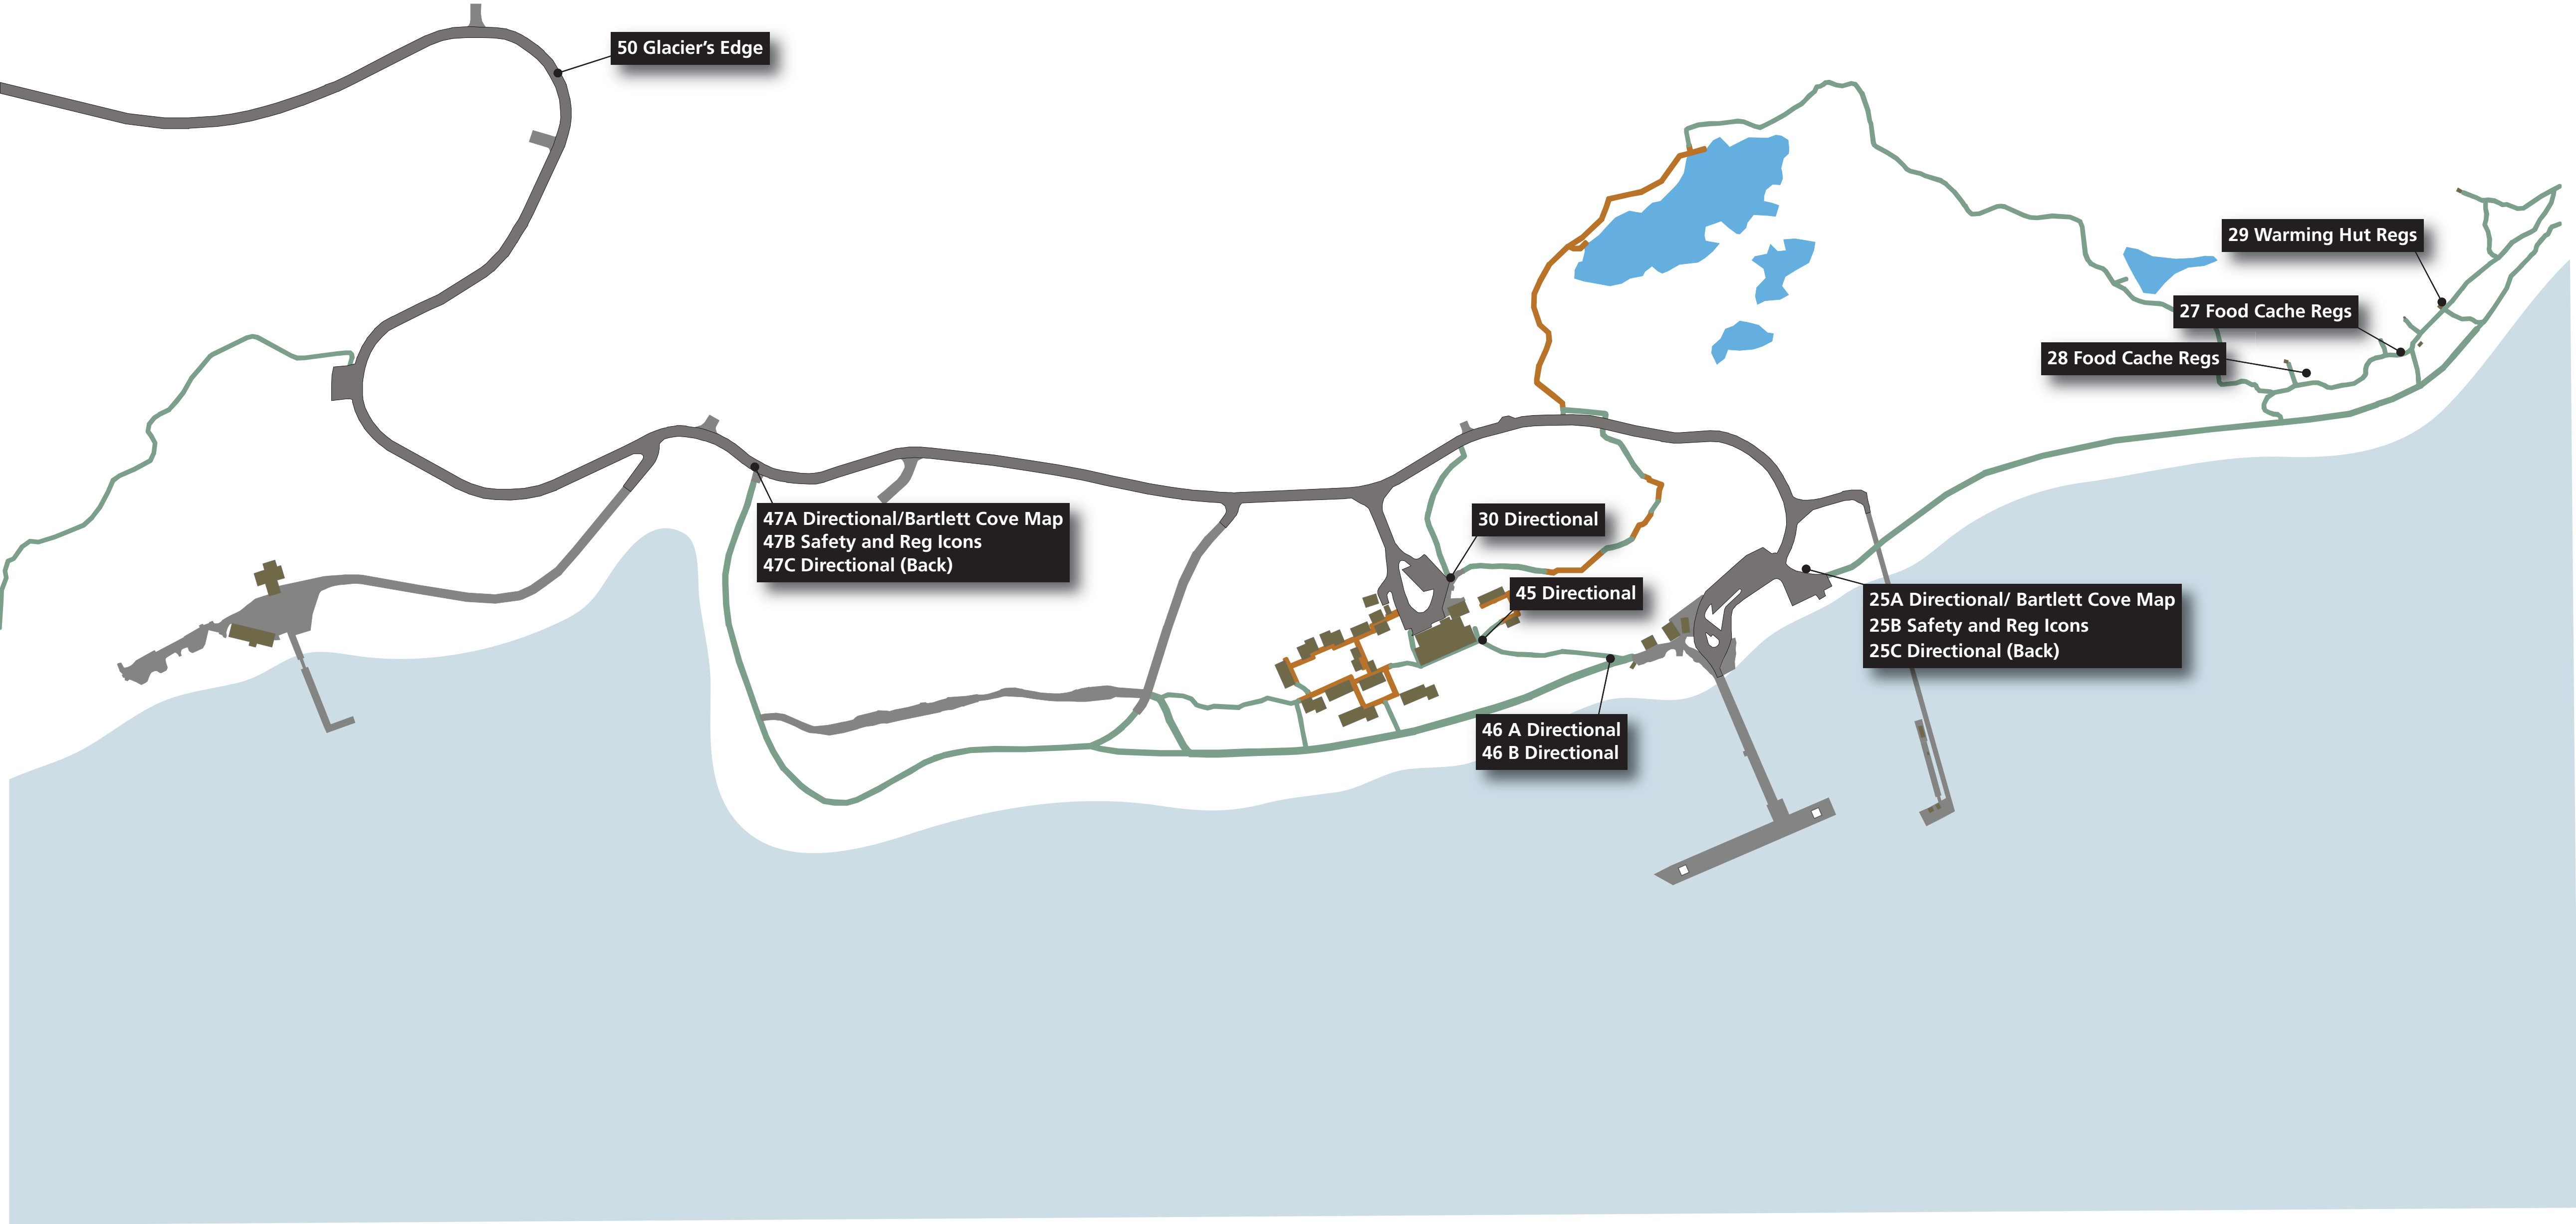 50 Glacier’s Edge
29 Warming Hut Regs
27 Food Cache Regs
28 Food Cache Regs
47A Directional/Bartlett Cove Map
47B Safety and Reg Icons
47C Directional (Back)
30 Directional
45 Directional
25A Directional/ Bartlett Cove Map
25B Safety and Reg Icons
25C Directional (Back)
46 A Directional
46 B Directional